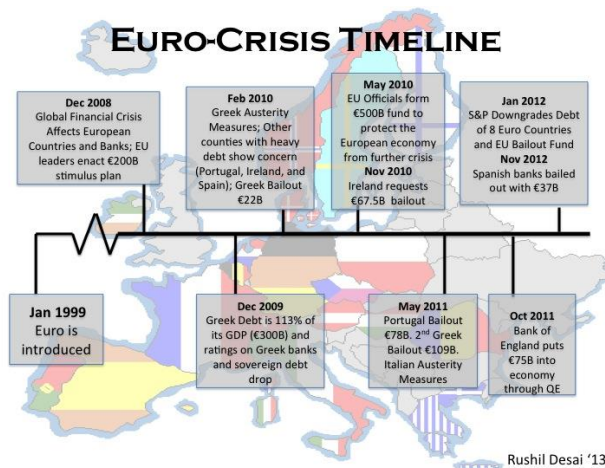 EURO-CRISIS TIMELINE
Dec 2008
Global Financial Crisis
Affects European
Countries and Banks; EU
leaders enact €200B
stimulus plan
Feb 2010
Greek Austerity
Measures; Other
counties with heavy
debt show concern
(Portugal, Ireland, and
Spain); Greek Bailout
€22B
May 2010
EU Officials form
€500B fund to
protect the
European economy
from further crisis
Nov 2010
Ireland requests
€67.5B bailout
Jan 2012
S&P Downgrades Debt
of 8 Euro Countries
and EU Bailout Fund
Nov 2012
Spanish banks bailed
out with €37B
Jan 1999
Euro is
introduced
Dec 2009
Greek Debt is 113% of
its GDP (€300B) and
ratings on Greek banks
and sovereign debt
drop
May 2011
Portugal Bailout
€78B. 2nd Greek
Bailout €109B.
Italian Austerity
Measures
Oct 2011
Bank of
England puts
€75B into
economy
through QE
Rushil Desai '13